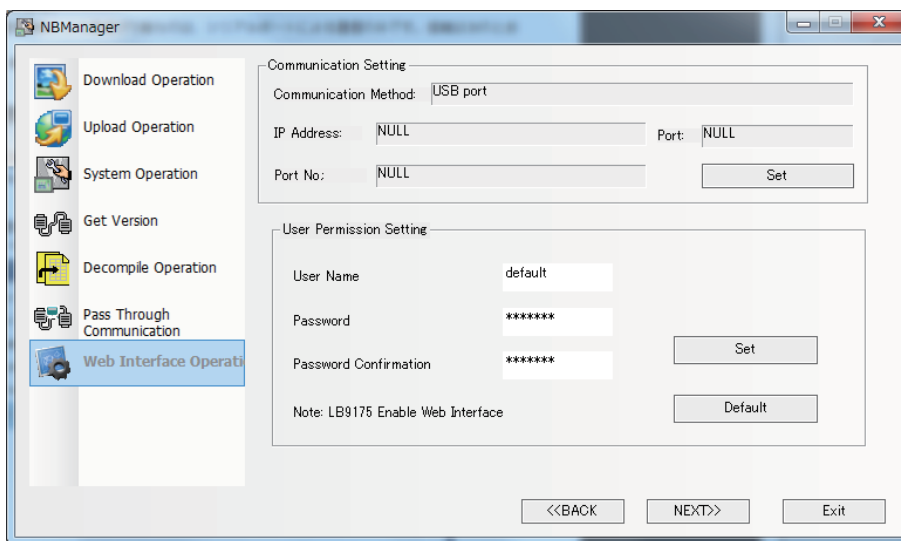 NBManager
Download Operation
Upload Operation
System Operation
Get Version
Decompile Operation
Pass Through
Communication
Web Interface Operati
Communication Setting
Communication Method: USB port
IP Address: NULL Port: NULL
Port No; NULL Set
User Permission Setting
User Name default
Password *******
Password Confirmation *******
Set
Note: LB9175 Enable Web Interface Default
<<BACK NEXT>> Exit